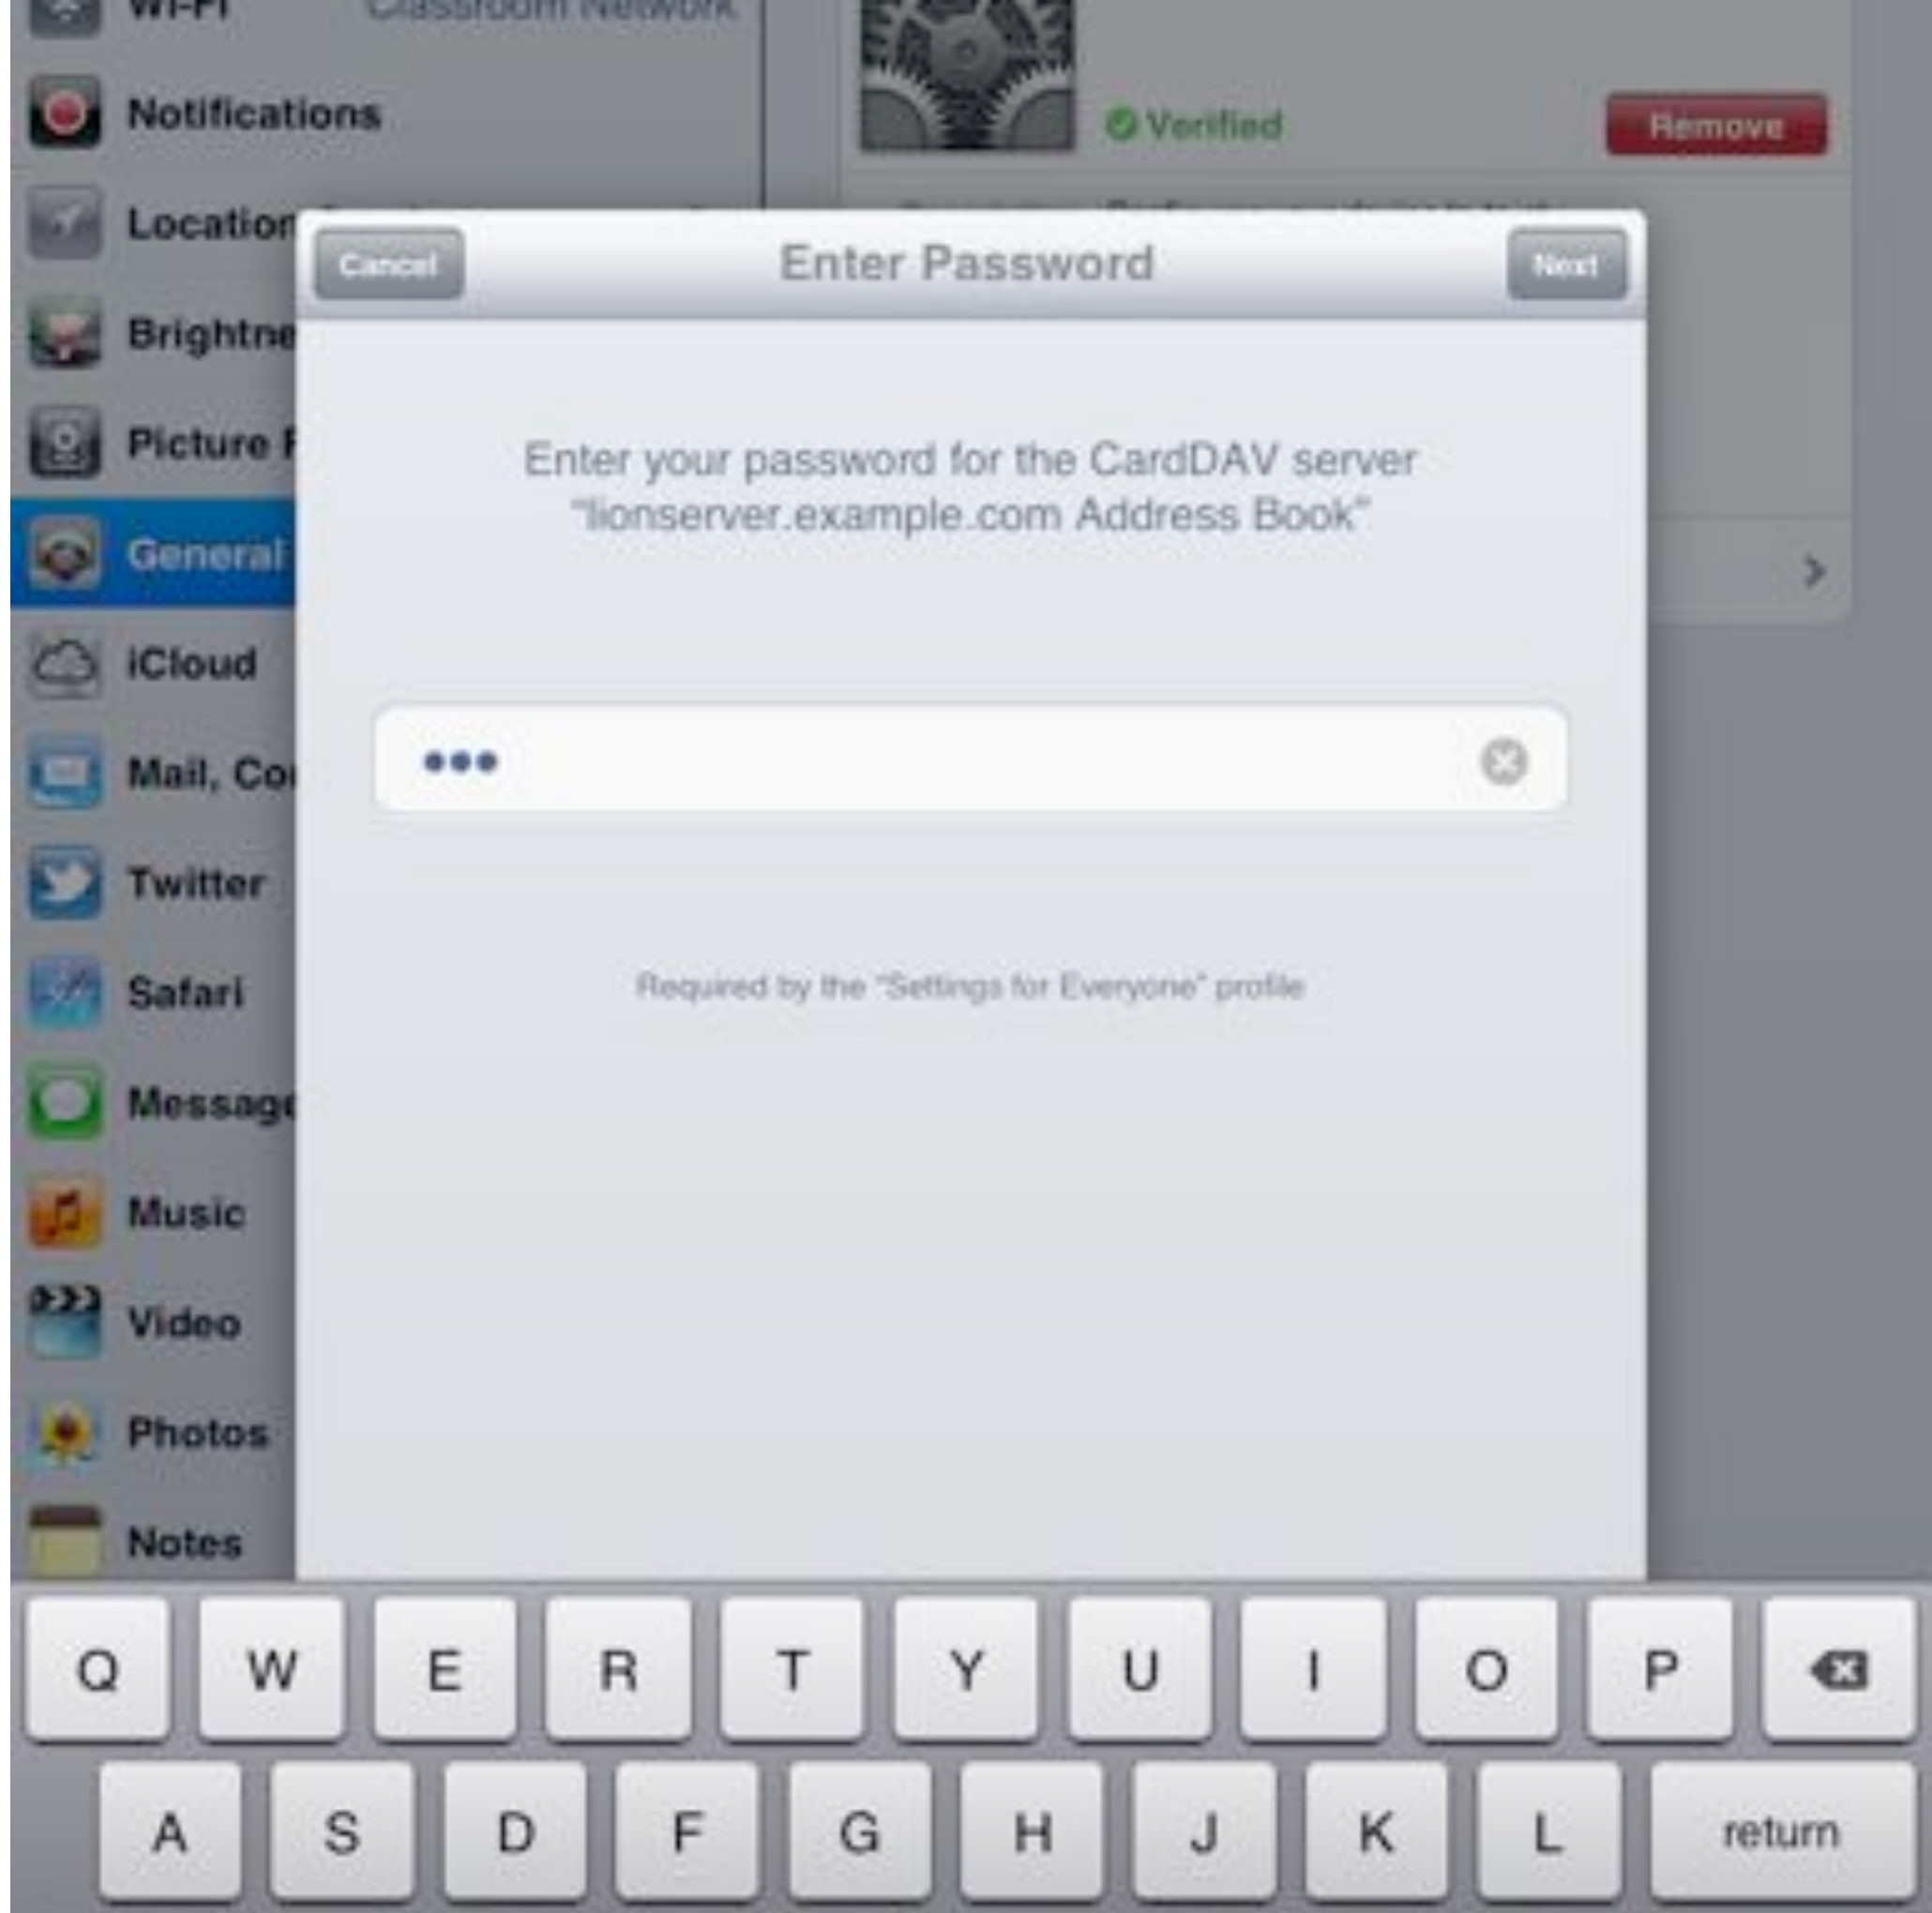 Wi-Fi
Classroom Network
Notifications
Verified
Remove
Location
Cancel
Enter Password
Next
Brightne
Picture F
Enter your password for the CardDAV server
“lionserver.example.com Address Book”
General
iCloud
Mail, Co
Twitter
Required by the “Settings for Everyone” profile
Safari
Message
Music
Video
Photos
Notes
Q W E R T Y U I O P
A S D F G H J K L return